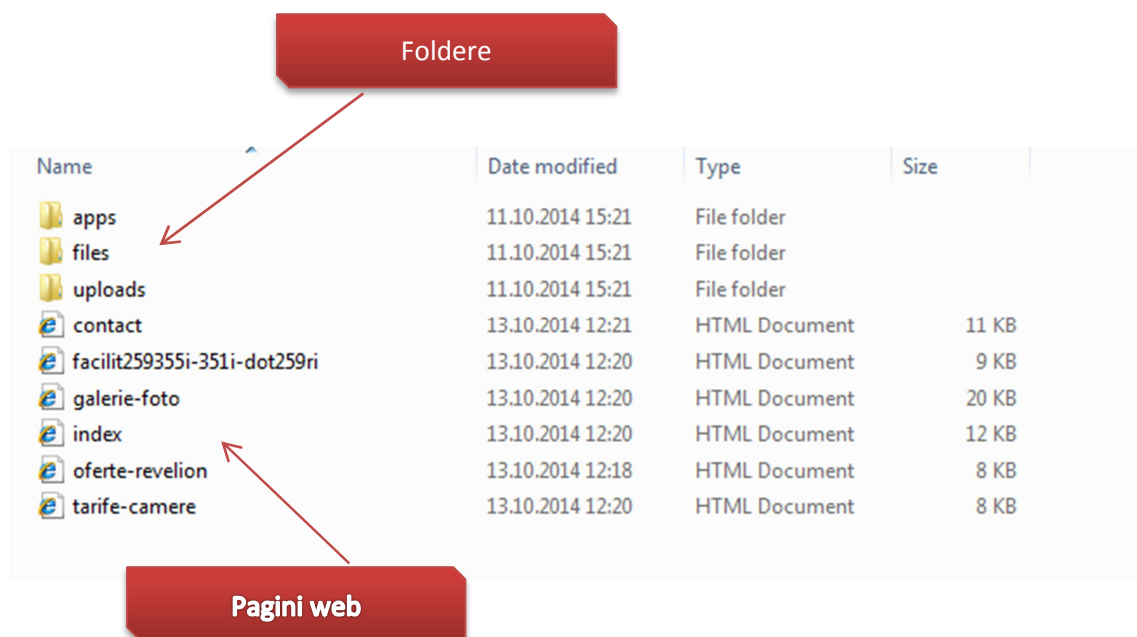 Foldere
Name Date modified Type Size
apps 11.10.2014 15:21 File folder
files 11.10.2014 15:21 File folder
uploads 11.10.2014 15:21 File folder
contact 13.10.2014 12:21 HTML Document 11 KB
facilit259355i-351i-dot259ri 13.10.2014 12:20 HTML Document 9 KB
galerie-foto 13.10.2014 12:20 HTML Document 20 KB
index 13.10.2014 12:20 HTML Document 12 KB
oferte-revelion 13.10.2014 12:18 HTML Document 8 KB
tarife-camere 13.10.2014 12:20 HTML Document 8 KB
Pagini web